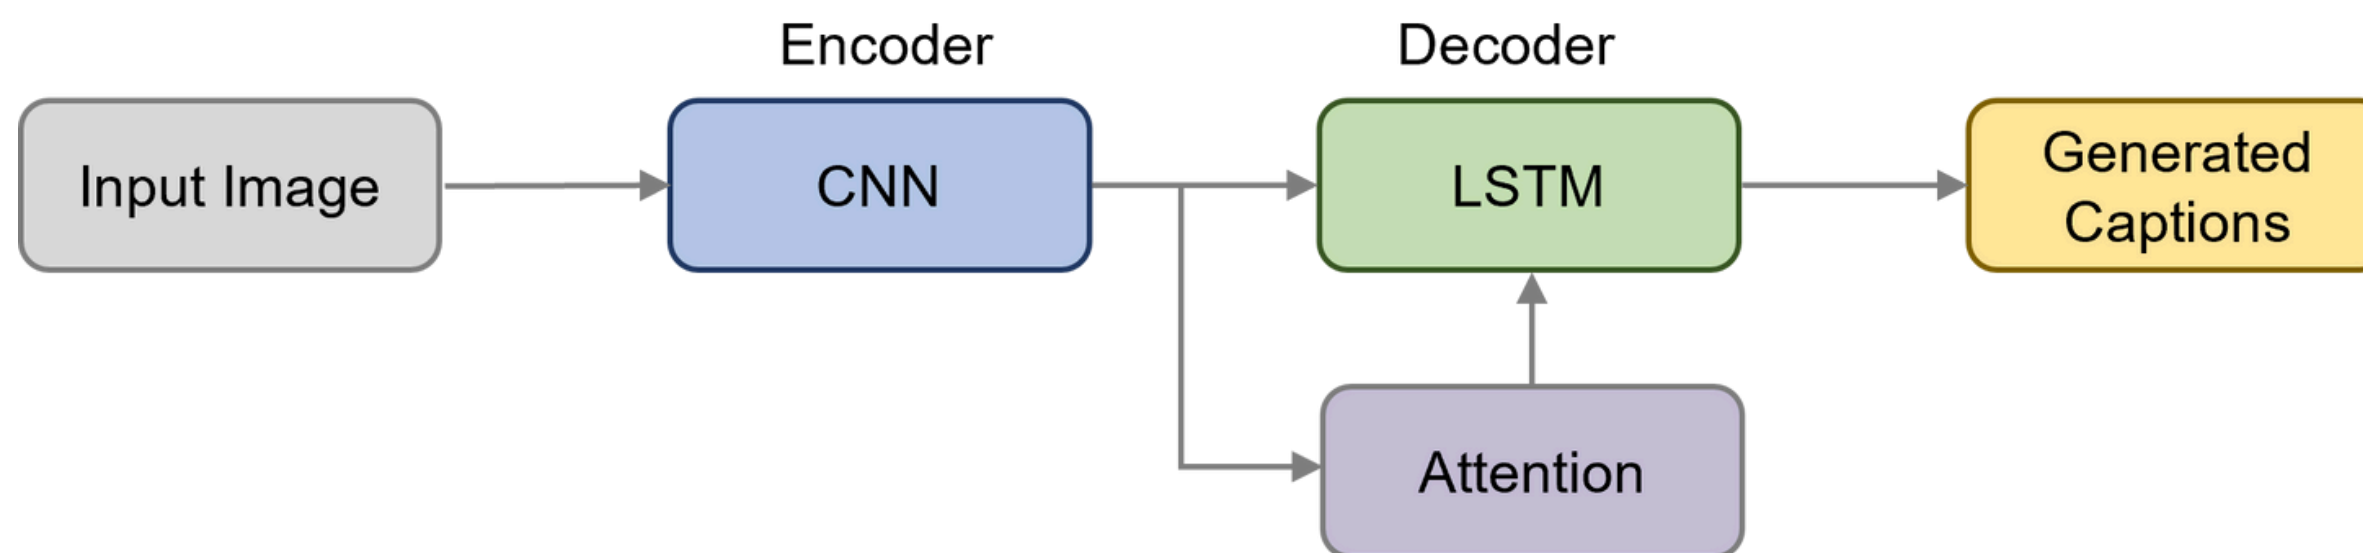 Encoder
Decoder
Input Image
CNN
LSTM
Generated
Captions
Attention